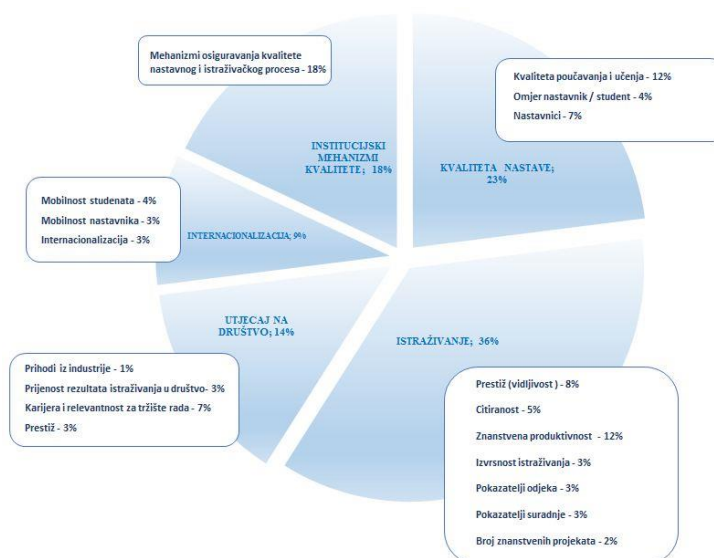 Mehanizmi osiguravanja kvalitete
nastavnog i istraživačkog procesa - 18%
Kvaliteta poučavanja i učenja - 12%
Omjer nastavnik / student - 4%
Nastavnici - 7%
INSTITUCIJSKI
MEHANIZMI
KVALITETE; 18%
KVALITETA NASTAVE;
23%
Mobilnost studenata - 4%
Mobilnost nastavnika - 3%
Internacionalizacija - 3%
INTERNACIONALIZACIJA; 9%
UTJECAJ NA
DRUŠTVO; 14%
ISTRAŽIVANJE; 36%
Prihodi iz industrije - 1%
Prijenos rezultata istraživanja u društvo- 3%
Karijera i relevantnost za tržište rada - 7%
Prestiž - 3%
Prestiž (vidljivost ) - 8%
Citiranost - 5%
Znanstvena produktivnost - 12%
Izvrsnost istraživanja - 3%
Pokazatelji odjeka - 3%
Pokazatelji suradnje - 3%
Broj znanstvenih projekata - 2%